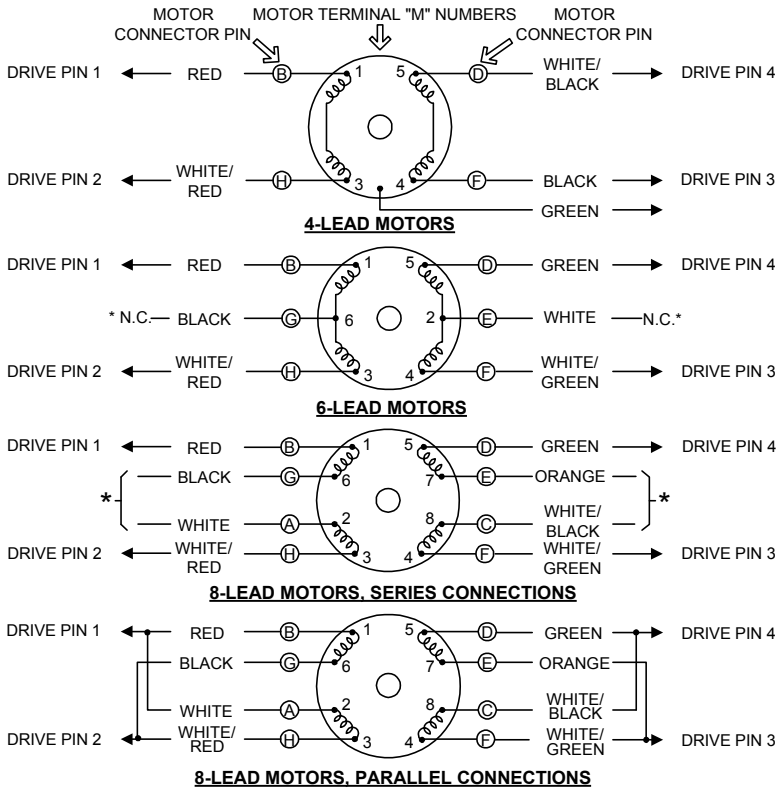 MOTOR CONNECTOR PIN
MOTOR TERMINAL "M" NUMBERS
MOTOR CONNECTOR PIN
DRIVE PIN 1 RED B 1 5 D WHITE/ BLACK DRIVE PIN 4
DRIVE PIN 2 WHITE/ RED H 3 4 F BLACK DRIVE PIN 3
GREEN
4-LEAD MOTORS
DRIVE PIN 1 RED B 1 5 D GREEN DRIVE PIN 4
* N.C. BLACK G 6 2 E WHITE N.C.*
DRIVE PIN 2 WHITE/ RED H 3 4 F WHITE/ GREEN DRIVE PIN 3
6-LEAD MOTORS
DRIVE PIN 1 RED B 1 5 D GREEN DRIVE PIN 4
BLACK G 6 7 E ORANGE
* *
WHITE A 2 8 C WHITE/ BLACK
DRIVE PIN 2 WHITE/ RED H 3 4 F WHITE/ GREEN DRIVE PIN 3
8-LEAD MOTORS, SERIES CONNECTIONS
DRIVE PIN 1 RED B 1 5 D GREEN DRIVE PIN 4
BLACK G 6 7 E ORANGE
WHITE A 2 8 C WHITE/ BLACK
DRIVE PIN 2 WHITE/ RED H 3 4 F WHITE/ GREEN DRIVE PIN 3
8-LEAD MOTORS, PARALLEL CONNECTIONS